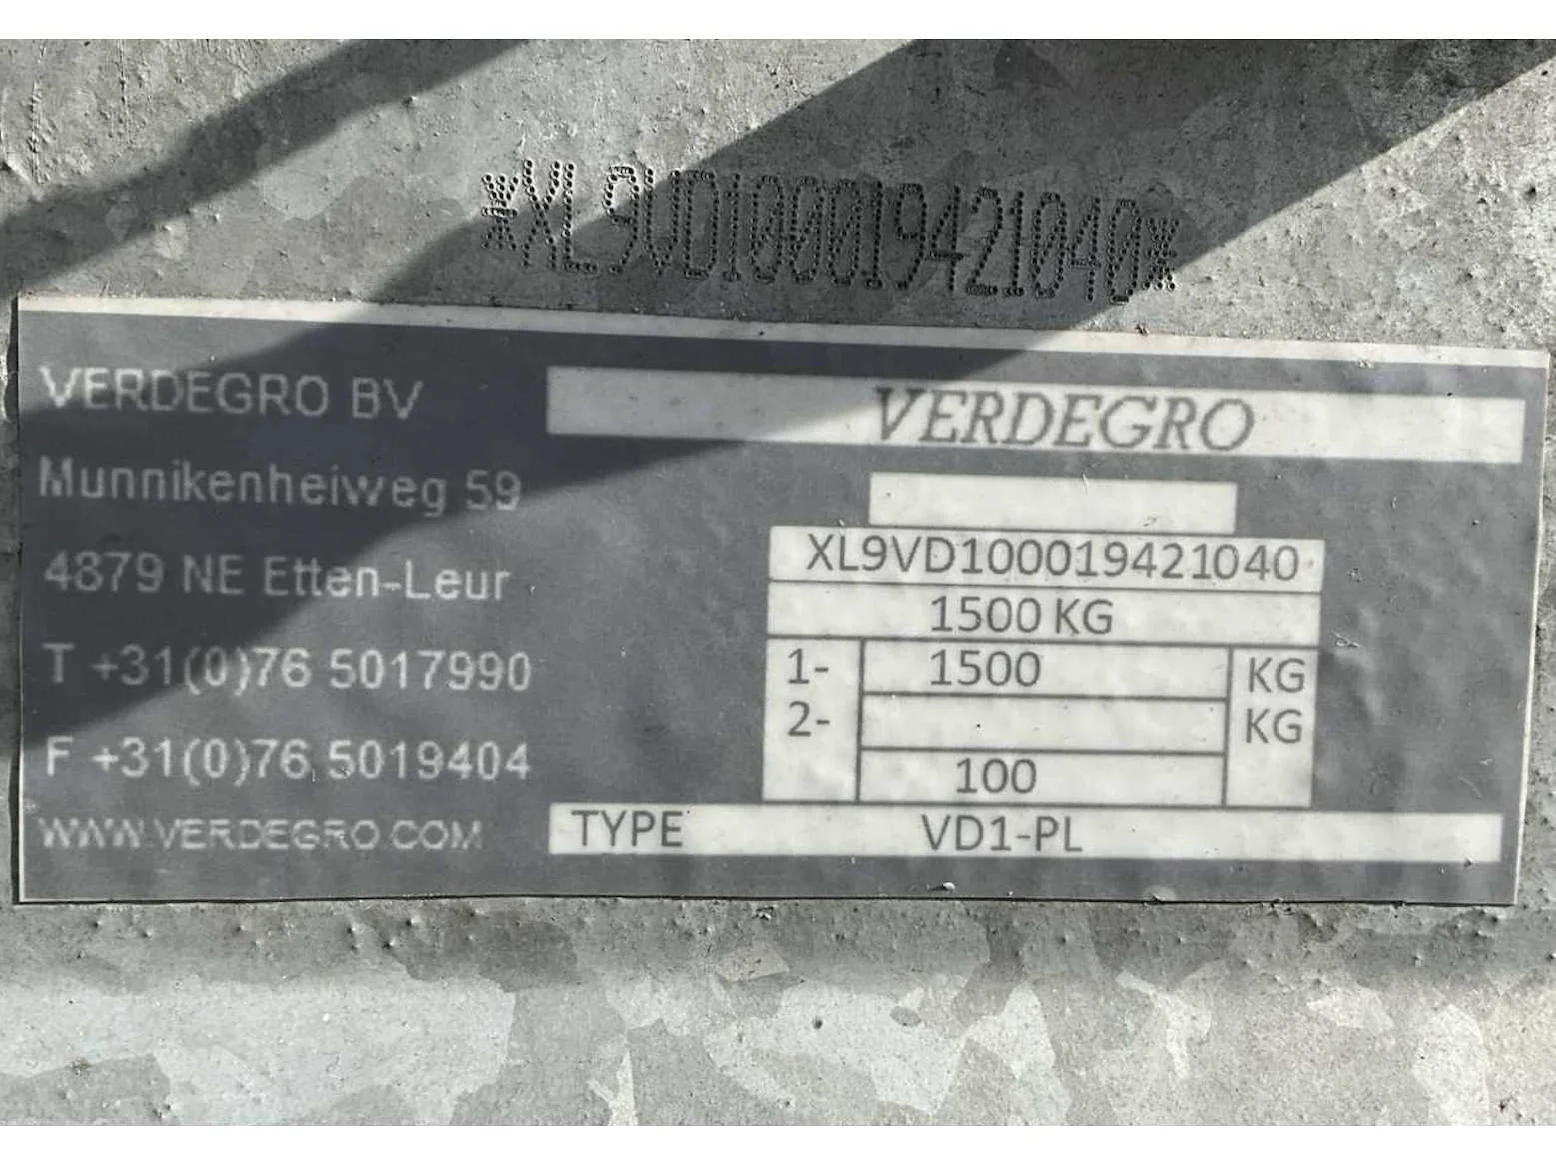 *XL9VD100019421040*
VERDEGRO BV
VERDEGRO
Munnikenheiweg 59
4879 NE Etten-Leur
T +31(0)76 5017990
F +31(0)76 5019404
WWW.VERDEGRO.COM
XL9VD100019421040
1500 KG
1- 1500 KG
2- KG
100
TYPE VD1-PL